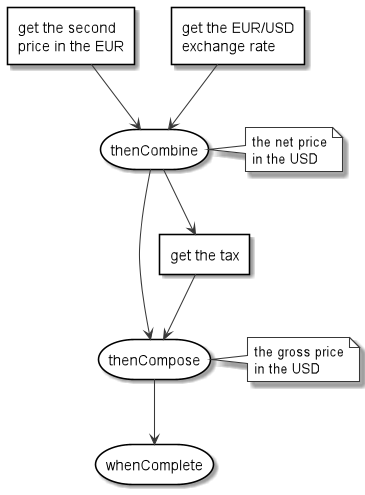 get the second
price in the EUR
get the EUR/USD
exchange rate
thenCombine
the net price
in the USD
get the tax
thenCompose
the gross price
in the USD
whenComplete